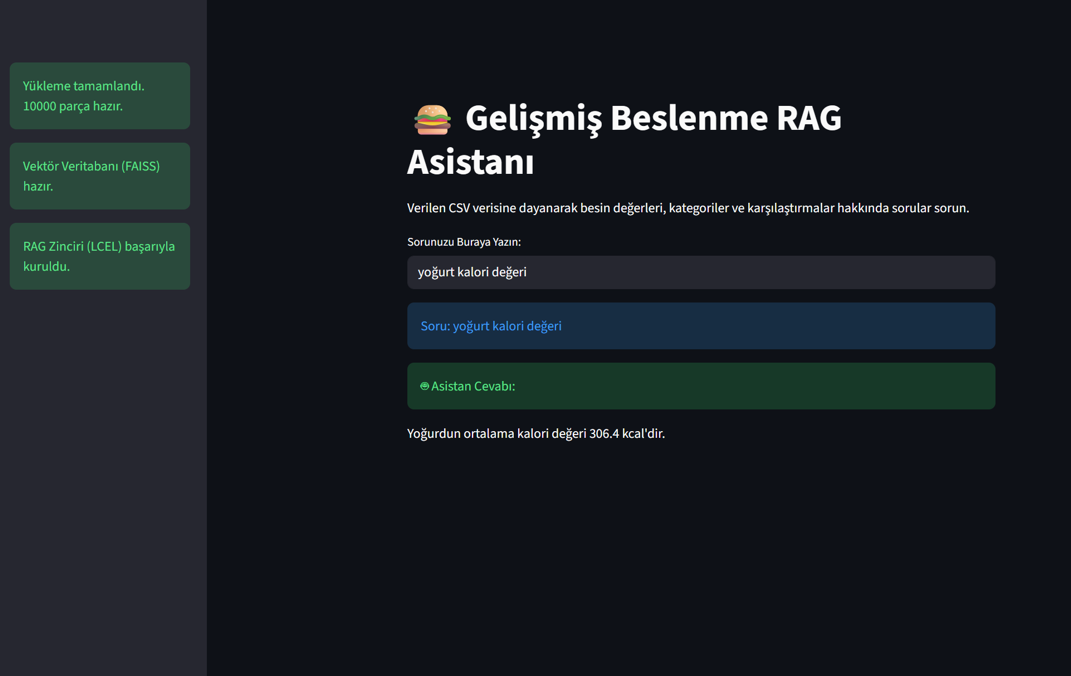 Yükleme tamamlandı.
10000 parça hazır.
Vektör Veritabanı (FAISS)
hazır.
RAG Zinciri (LCEL) başarıyla
kuruldu.
🍔 Gelişmiş Beslenme RAG
Asistanı
Verilen CSV verisine dayanarak besin değerleri, kategoriler ve karşılaştırmalar hakkında sorular sorun.
Sorunuzu Buraya Yazın:
yoğurt kalori değeri
Soru: yoğurt kalori değeri
Asistan Cevabı:
Yoğurdun ortalama kalori değeri 306.4 kcal'dir.